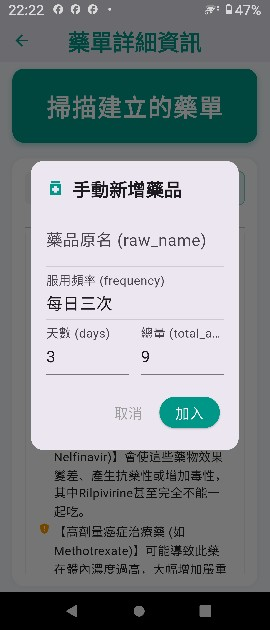 22:22
47%
藥單詳細資訊
掃描建立的藥單
手動新增藥品
藥品原名 (raw_name)
服用頻率 (frequency)
每日三次
天數 (days)
總量 (total_a...
3
9
取消
加入
Nelfinavir)】會使這些藥物效果
變差、產生抗藥性或增加毒性，
其中Rilpivirine甚至完全不能一
起吃。
【高劑量癌症治療藥 (如
Methotrexate)】可能導致此藥
在體內濃度過高，大幅增加嚴重